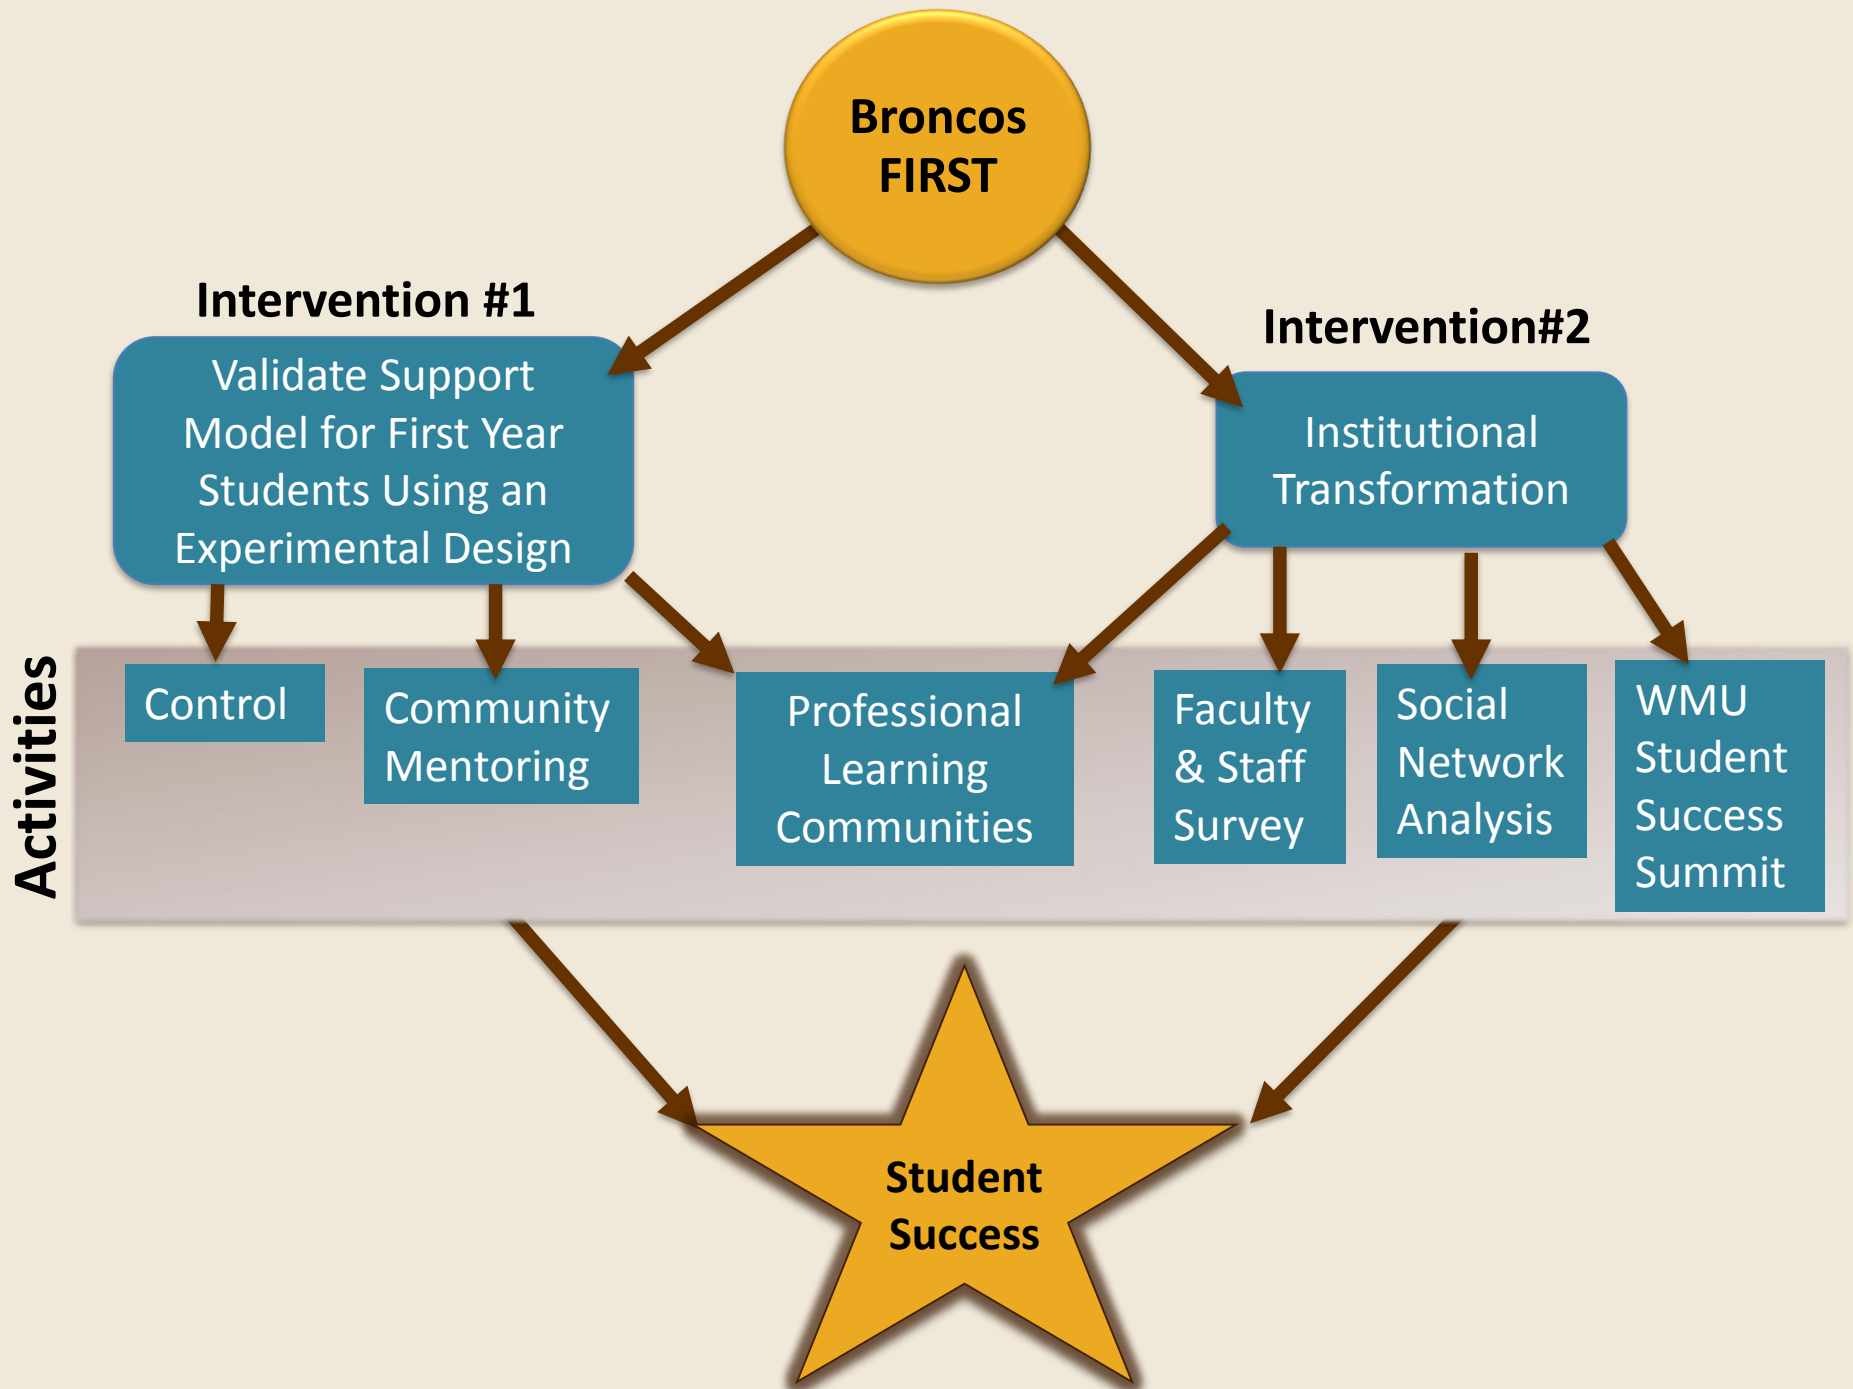 Broncos
FIRST
Intervention #1
Validate Support
Model for First Year
Students Using an
Experimental Design
Intervention#2
Institutional
Transformation
Activities
Control
Community
Mentoring
Professional
Learning
Communities
Faculty
& Staff
Survey
Social
Network
Analysis
WMU
Student
Success
Summit
Student
Success